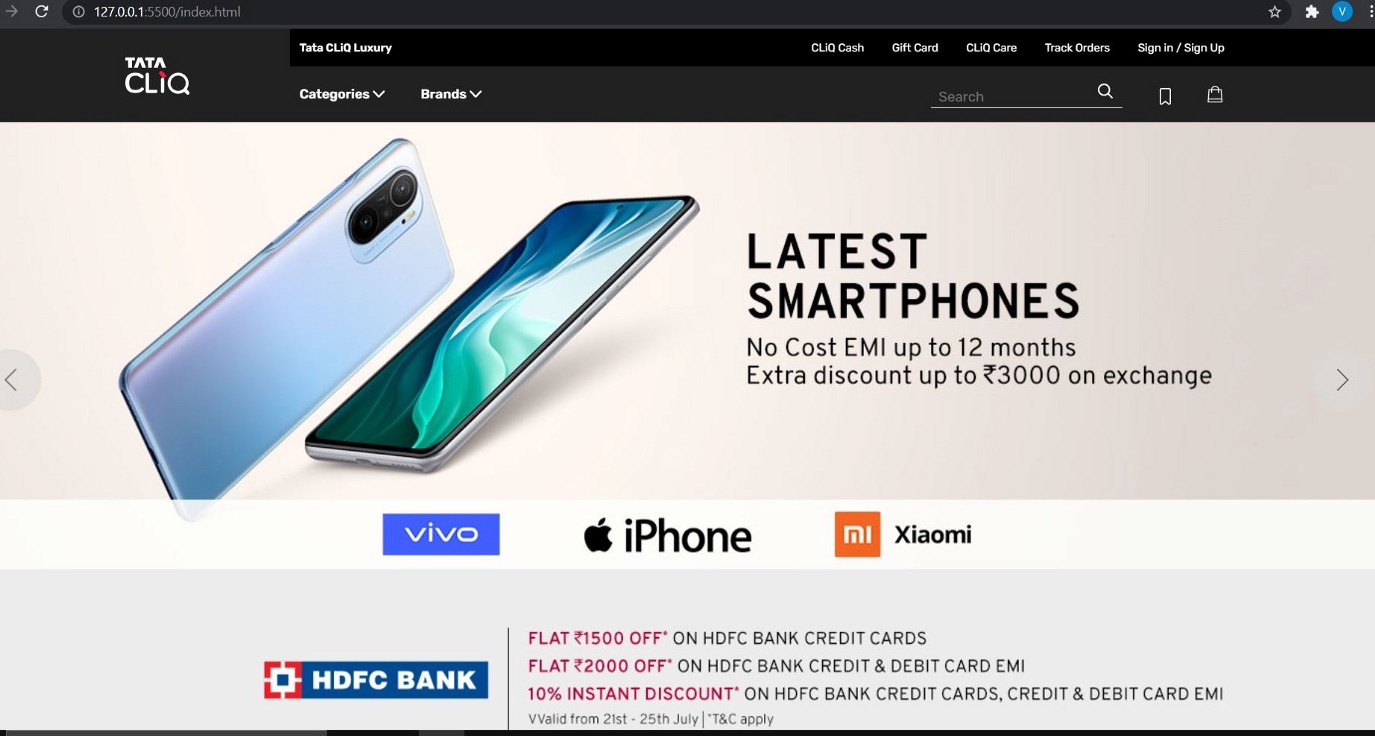 127.0.0.1:5500/index.html
V
Tata CLiQ Luxury
CLiQ Cash
Gift Card
CLiQ Care
Track Orders
Sign in / Sign Up
TATA
CLiQ
Categories
Brands
Search
LATEST
SMARTPHONES
No Cost EMI up to 12 months
Extra discount up to ₹3000 on exchange
vivo
iPhone
mi
Xiaomi
FLAT ₹1500 OFF* ON HDFC BANK CREDIT CARDS
FLAT ₹2000 OFF* ON HDFC BANK CREDIT & DEBIT CARD EMI
HDFC BANK
10% INSTANT DISCOUNT* ON HDFC BANK CREDIT CARDS, CREDIT & DEBIT CARD EMI
VValid from 21st - 25th July | *T&C apply